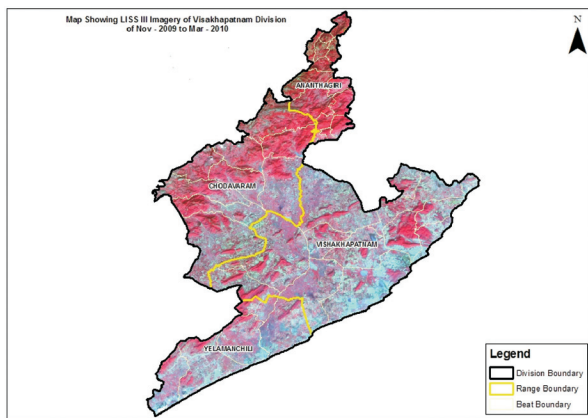 Map Showing LISS III Imagery of Visakhapatnam Division
of Nov - 2009 to Mar - 2010
N
ANANTHAGIRI
CHODAVARAM
VISHAKHAPATNAM
YELAMANCHILI
Legend
Division Boundary
Range Boundary
Beat Boundary